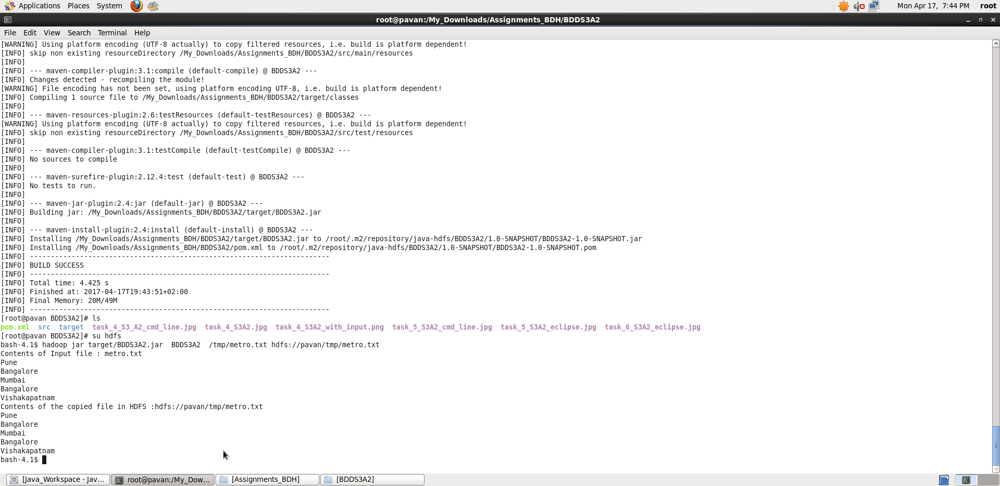 Applications Places System Mon Apr 17, 7:44 PM root
root@pavan:/My_Downloads/Assignments_BDH/BDDS3A2
File Edit View Search Terminal Help
[WARNING] Using platform encoding (UTF-8 actually) to copy filtered resources, i.e. build is platform dependent!
[INFO] skip non existing resourceDirectory /My_Downloads/Assignments_BDH/BDDS3A2/src/main/resources
[INFO]
[INFO] --- maven-compiler-plugin:3.1:compile (default-compile) @ BDDS3A2 ---
[INFO] Changes detected - recompiling the module!
[WARNING] File encoding has not been set, using platform encoding UTF-8, i.e. build is platform dependent!
[INFO] Compiling 1 source file to /My_Downloads/Assignments_BDH/BDDS3A2/target/classes
[INFO]
[INFO] --- maven-resources-plugin:2.6:testResources (default-testResources) @ BDDS3A2 ---
[WARNING] Using platform encoding (UTF-8 actually) to copy filtered resources, i.e. build is platform dependent!
[INFO] skip non existing resourceDirectory /My_Downloads/Assignments_BDH/BDDS3A2/src/test/resources
[INFO]
[INFO] --- maven-compiler-plugin:3.1:testCompile (default-testCompile) @ BDDS3A2 ---
[INFO] No sources to compile
[INFO]
[INFO] --- maven-surefire-plugin:2.12.4:test (default-test) @ BDDS3A2 ---
[INFO] No tests to run.
[INFO]
[INFO] --- maven-jar-plugin:2.4:jar (default-jar) @ BDDS3A2 ---
[INFO] Building jar: /My_Downloads/Assignments_BDH/BDDS3A2/target/BDDS3A2.jar
[INFO]
[INFO] --- maven-install-plugin:2.4:install (default-install) @ BDDS3A2 ---
[INFO] Installing /My_Downloads/Assignments_BDH/BDDS3A2/target/BDDS3A2.jar to /root/.m2/repository/java-hdfs/BDDS3A2/1.0-SNAPSHOT/BDDS3A2-1.0-SNAPSHOT.jar
[INFO] Installing /My_Downloads/Assignments_BDH/BDDS3A2/pom.xml to /root/.m2/repository/java-hdfs/BDDS3A2/1.0-SNAPSHOT/BDDS3A2-1.0-SNAPSHOT.pom
[INFO] ------------------------------------------------------------------------
[INFO] BUILD SUCCESS
[INFO] ------------------------------------------------------------------------
[INFO] Total time: 4.425 s
[INFO] Finished at: 2017-04-17T19:43:51+02:00
[INFO] Final Memory: 20M/49M
[INFO] ------------------------------------------------------------------------
[root@pavan BDDS3A2]# ls
pom.xml  src  target  task_4_S3_A2_cmd_line.jpg  task_4_S3A2.jpg  task_4_S3A2_with_input.png  task_5_S3A2_cmd_line.jpg  task_5_S3A2_eclipse.jpg  task_6_S3A2_eclipse.jpg
[root@pavan BDDS3A2]# su hdfs
bash-4.1$ hadoop jar target/BDDS3A2.jar  BDDS3A2  /tmp/metro.txt hdfs://pavan/tmp/metro.txt
Contents of Input file : metro.txt
Pune
Bangalore
Mumbai
Bangalore
Vishakapatnam
Contents of the copied file in HDFS :hdfs://pavan/tmp/metro.txt
Pune
Bangalore
Mumbai
Bangalore
Vishakapatnam
bash-4.1$
[Java_Workspace - Jav... root@pavan:/My_Dow... [Assignments_BDH] [BDDS3A2]